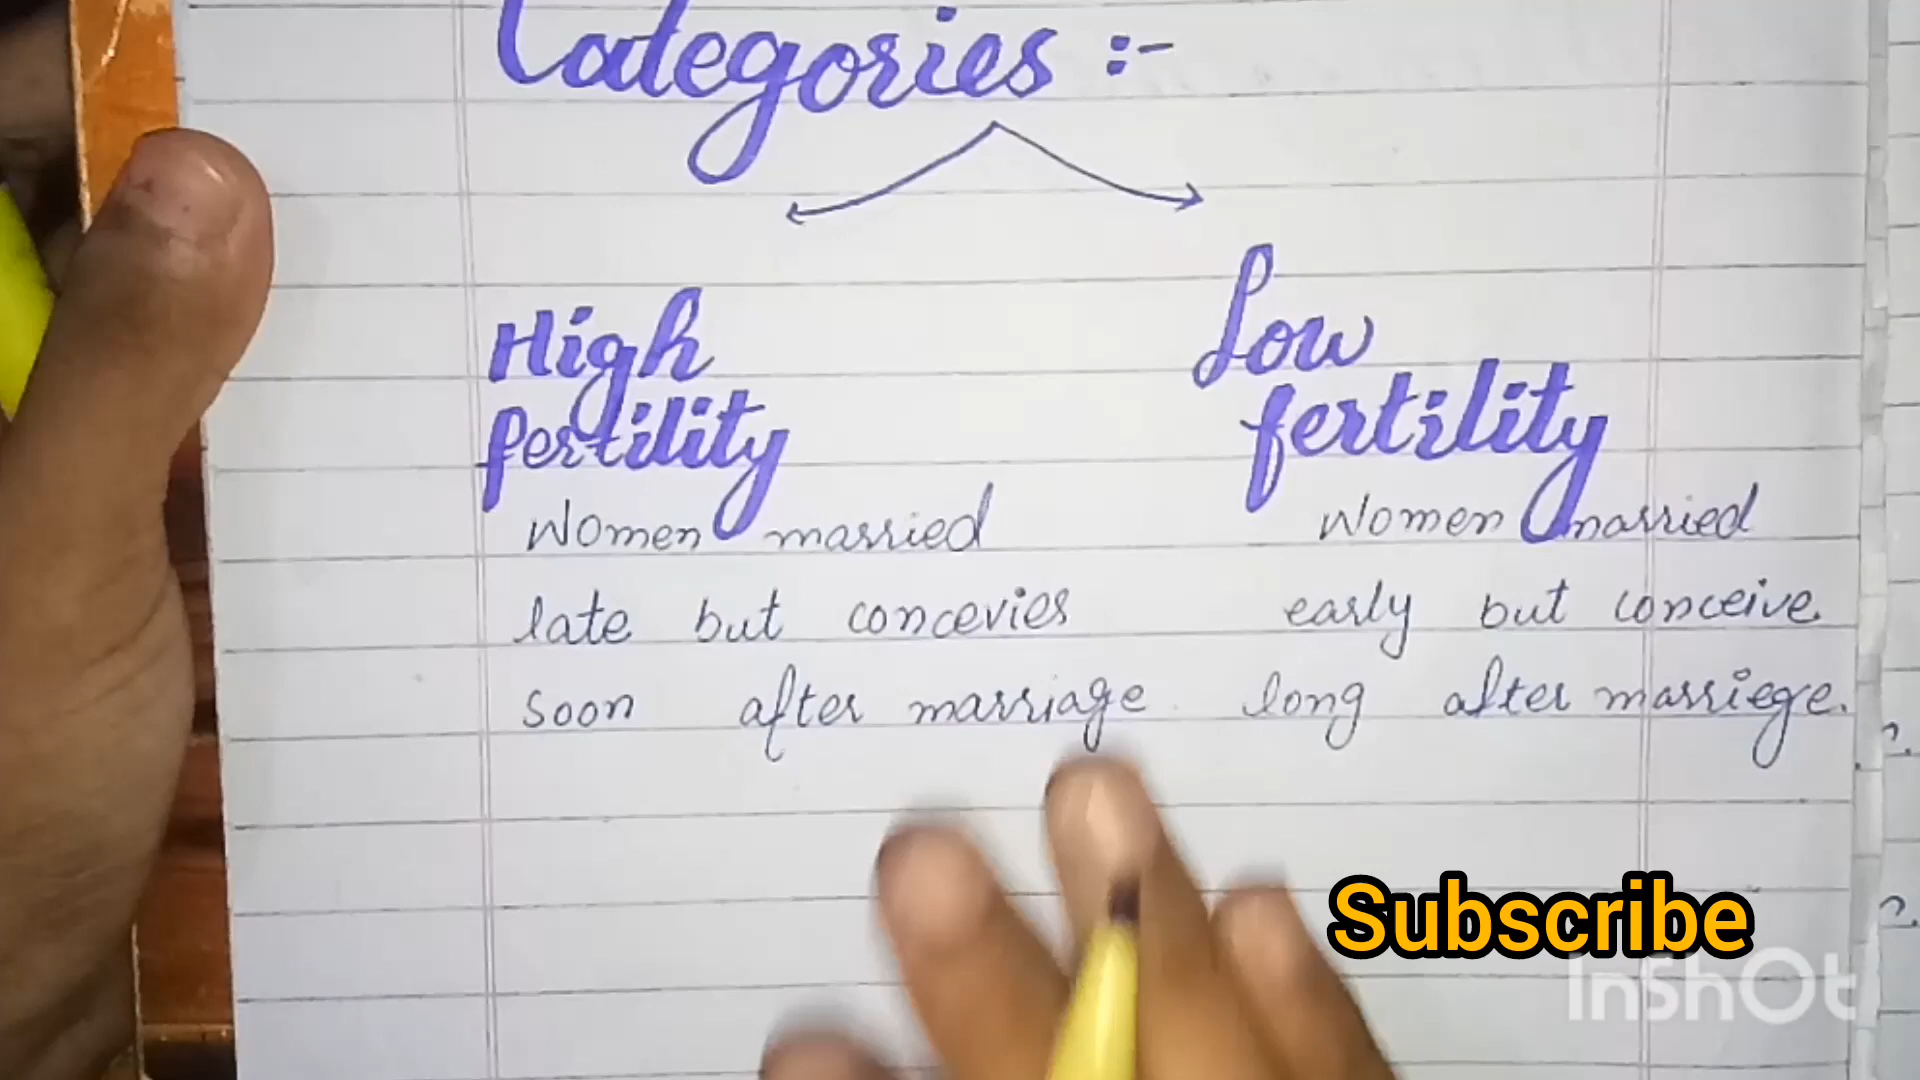 Categories :-
High
fertility
Women married
late but concevies
soon after marriage
Low
fertility
Women married
early but conceive
long after marriege.
Subscribe
InShOt